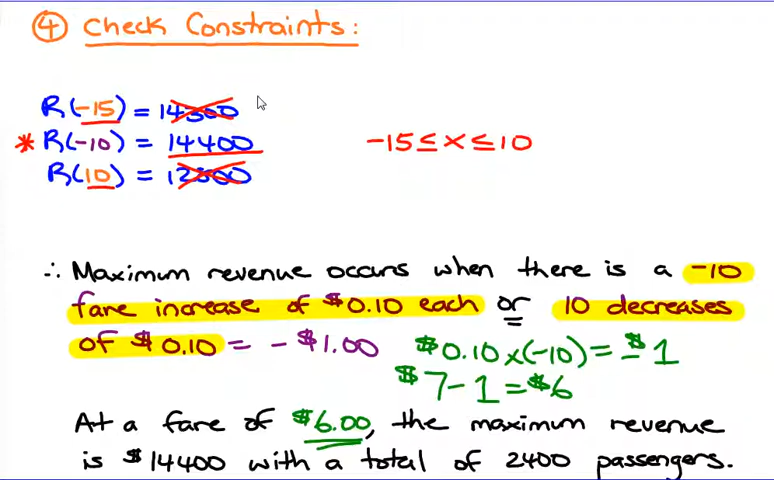 ④ Check Constraints:
R(-15) = 14300
* R(-10) = 14400
-15 ≤ x ≤ 10
R(10) = 12500
∴ Maximum revenue occurs when there is a -10
fare increase of $0.10 each or 10 decreases
of $0.10 = -$1.00
$0.10 x (-10) = -$1
$7 - 1 = $6
At a fare of $6.00, the maximum revenue
is $14400 with a total of 2400 passengers.